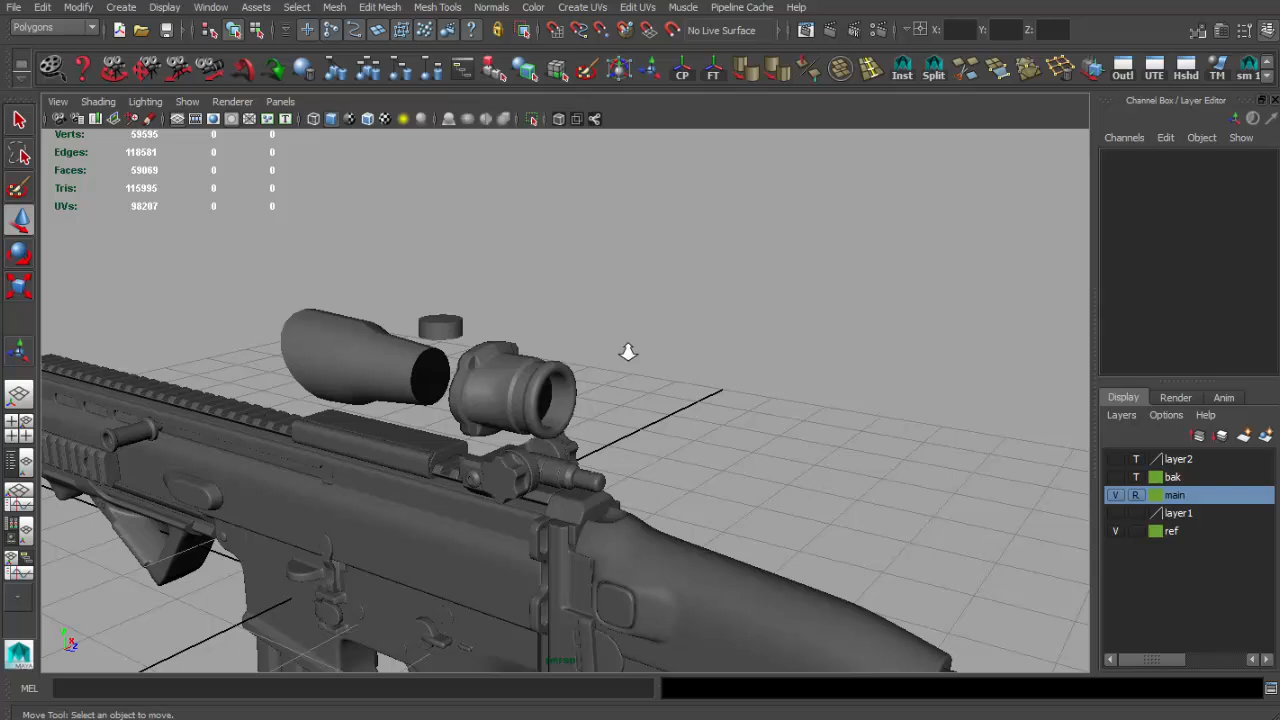 File Edit Modify Create Display Window Assets Select Mesh Edit Mesh Mesh Tools Normals Color Create UVs Edit UVs Muscle Pipeline Cache Help
Polygons No Live Surface X: Y: Z:
CP FT Inst Split Outl UTE Hshd TM sm 1
View Shading Lighting Show Renderer Panels
Channel Box / Layer Editor
Channels Edit Object Show
Verts: 59595 0 0
Edges: 118581 0 0
Faces: 59069 0 0
Tris: 115995 0 0
UVs: 98207 0 0
Display Render Anim
Layers Options Help
T layer2
T bak
V R main
layer1
V ref
MEL
Move Tool: Select an object to move.